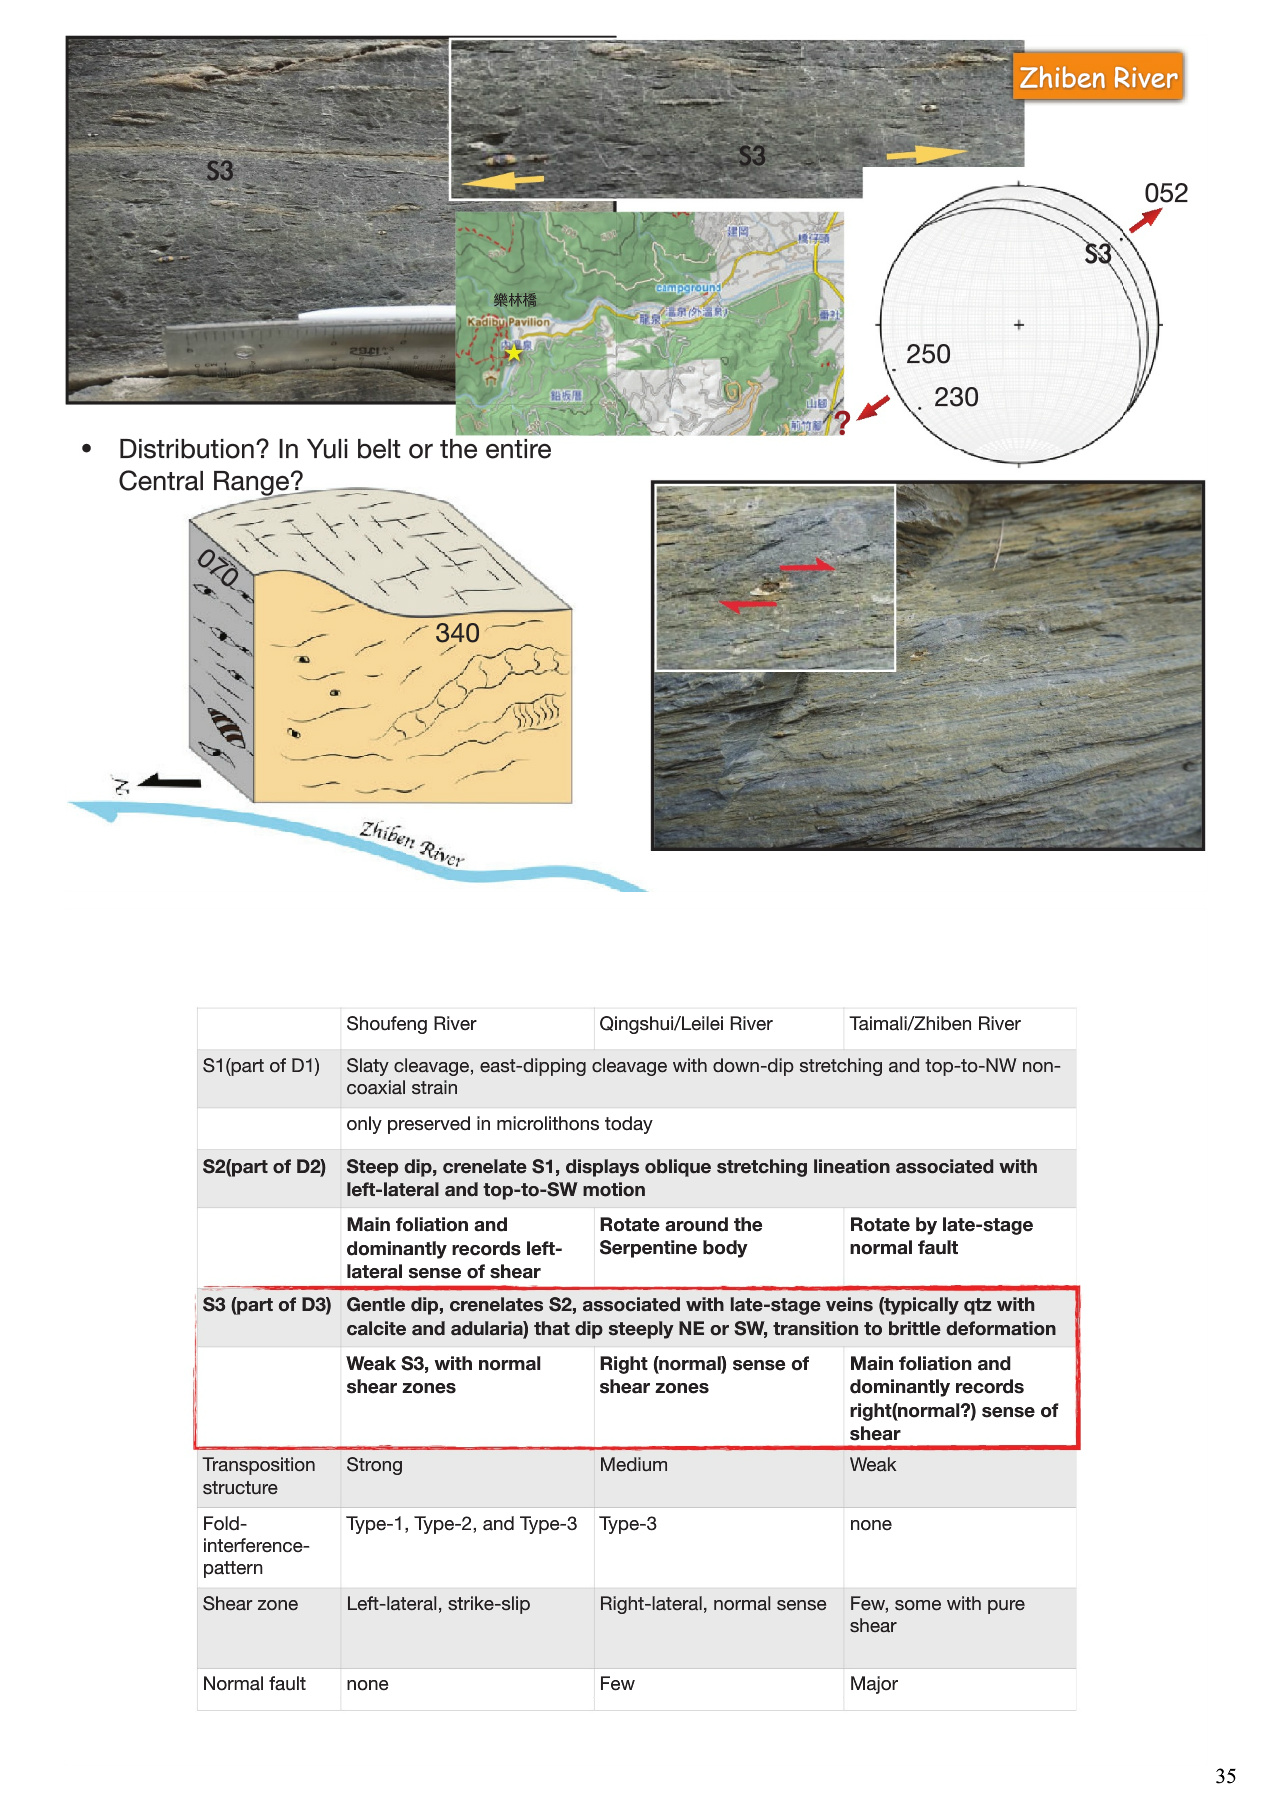 Zhiben River
S3
S3
052
S3
250
230
?
建岡
樂林橋
campground
Kadibu Pavilion
龍泉
山腳
• Distribution? In Yuli belt or the entire
Central Range?
070
340
N
Zhiben River
Shoufeng River
Qingshui/Leilei River
Taimali/Zhiben River
S1(part of D1)
Slaty cleavage, east-dipping cleavage with down-dip stretching and top-to-NW non-
coaxial strain
only preserved in microlithons today
S2(part of D2)
Steep dip, crenelate S1, displays oblique stretching lineation associated with
left-lateral and top-to-SW motion
Main foliation and
dominantly records left-
lateral sense of shear
Rotate around the
Serpentine body
Rotate by late-stage
normal fault
S3 (part of D3)
Gentle dip, crenelates S2, associated with late-stage veins (typically qtz with
calcite and adularia) that dip steeply NE or SW, transition to brittle deformation
Weak S3, with normal
shear zones
Right (normal) sense of
shear zones
Main foliation and
dominantly records
right(normal?) sense of
shear
Transposition
structure
Strong
Medium
Weak
Fold-
interference-
pattern
Type-1, Type-2, and Type-3
Type-3
none
Shear zone
Left-lateral, strike-slip
Right-lateral, normal sense
Few, some with pure
shear
Normal fault
none
Few
Major
35